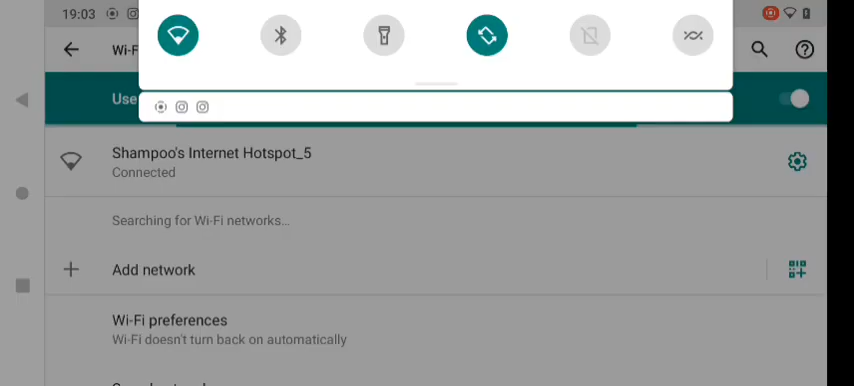 19:03
Wi-F
Use
Shampoo's Internet Hotspot_5
Connected
Searching for Wi-Fi networks…
Add network
Wi-Fi preferences
Wi-Fi doesn't turn back on automatically